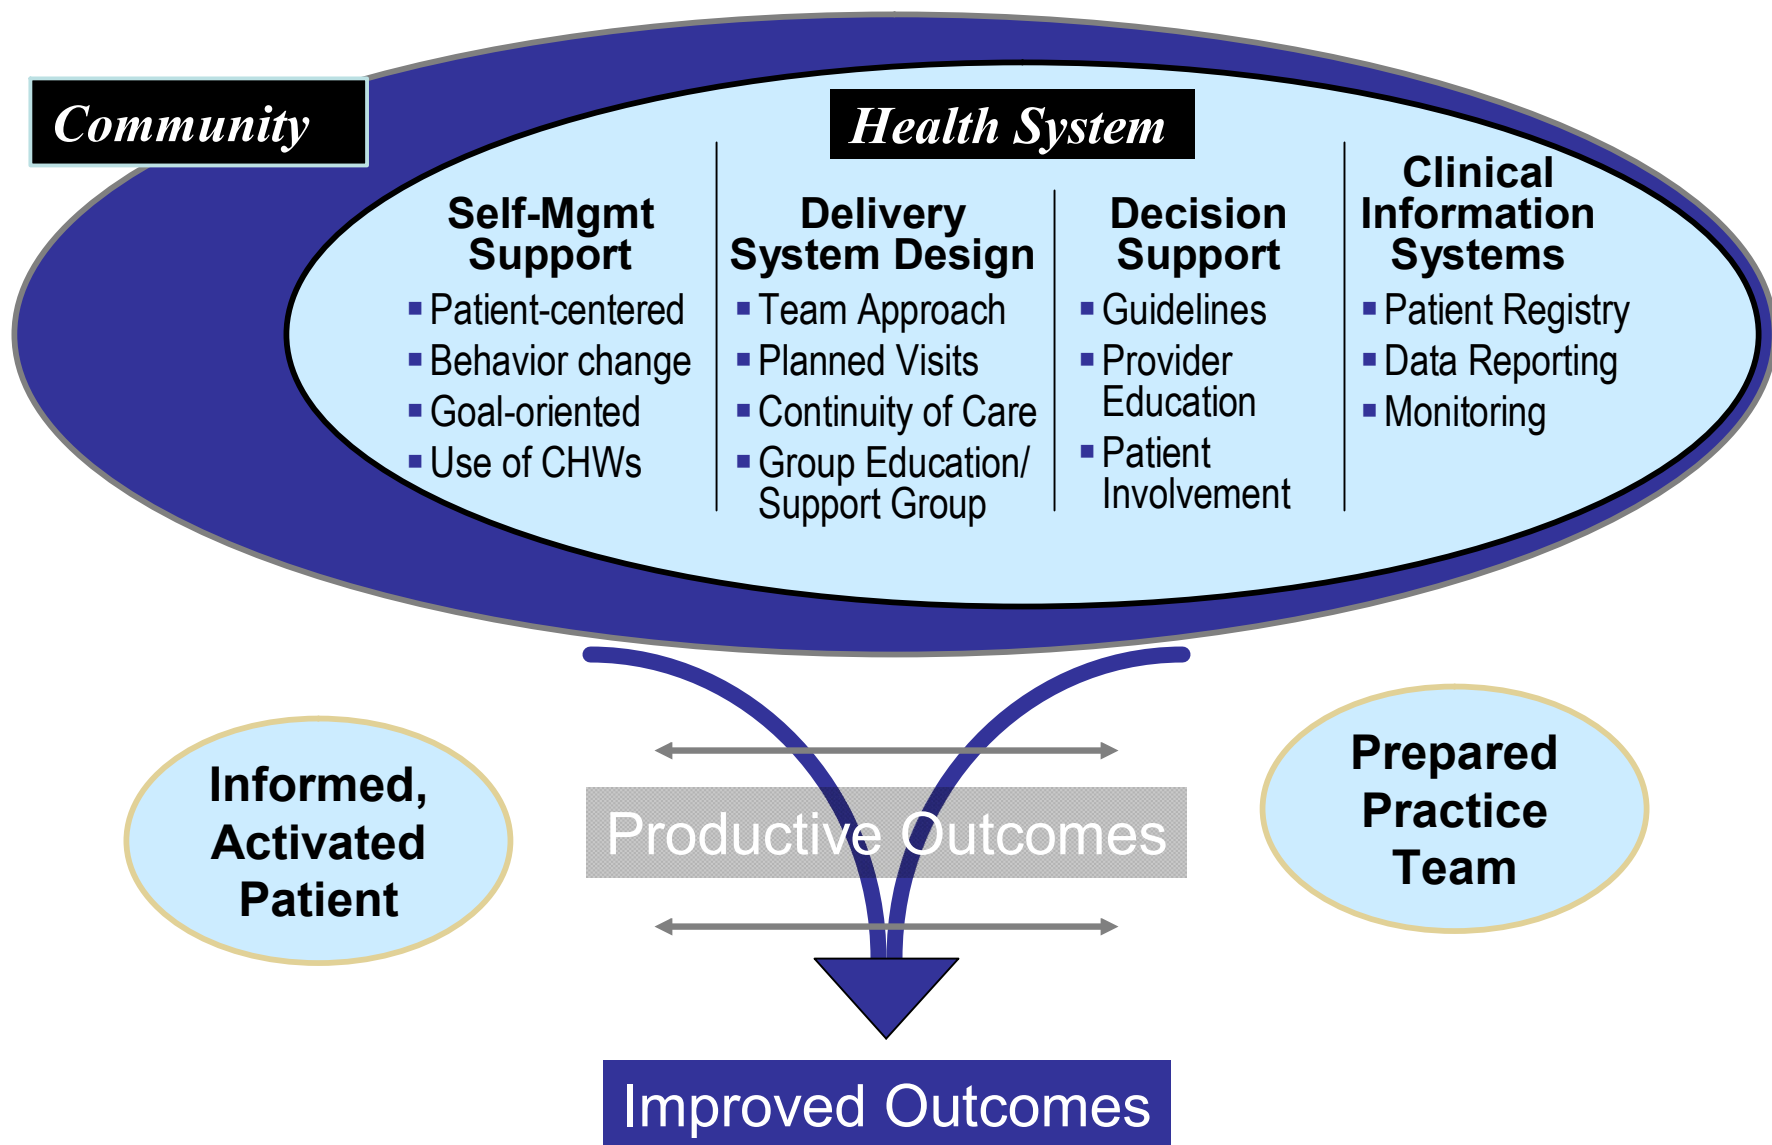 Community
Health System
Self-Mgmt
Support
Patient-centered
Behavior change
Goal-oriented
Use of CHWs
Delivery
System Design
Team Approach
Planned Visits
Continuity of Care
Group Education/
Support Group
Decision
Support
Guidelines
Provider
Education
Patient
Involvement
Clinical
Information
Systems
Patient Registry
Data Reporting
Monitoring
Informed,
Activated
Patient
Productive Outcomes
Prepared
Practice
Team
Improved Outcomes